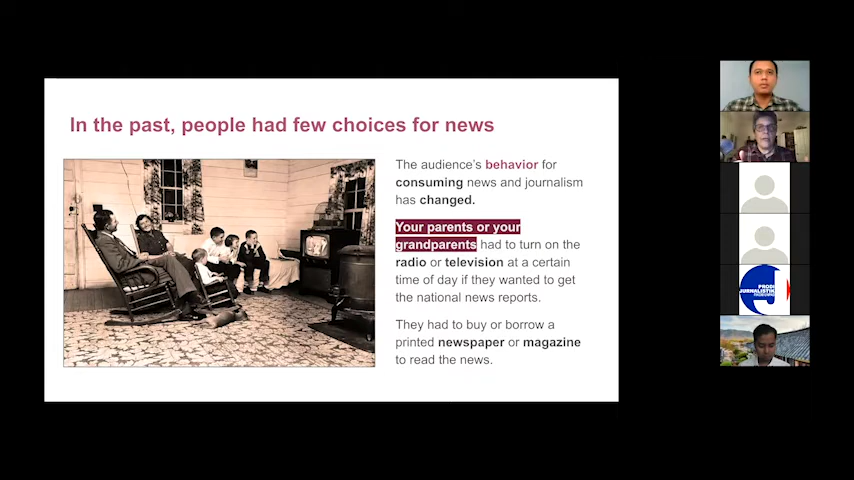 In the past, people had few choices for news
The audience's behavior for
consuming news and journalism
has changed.
Your parents or your
grandparents had to turn on the
radio or television at a certain
time of day if they wanted to get
the national news reports.
They had to buy or borrow a
printed newspaper or magazine
to read the news.
PRODI
JURNALISTIK